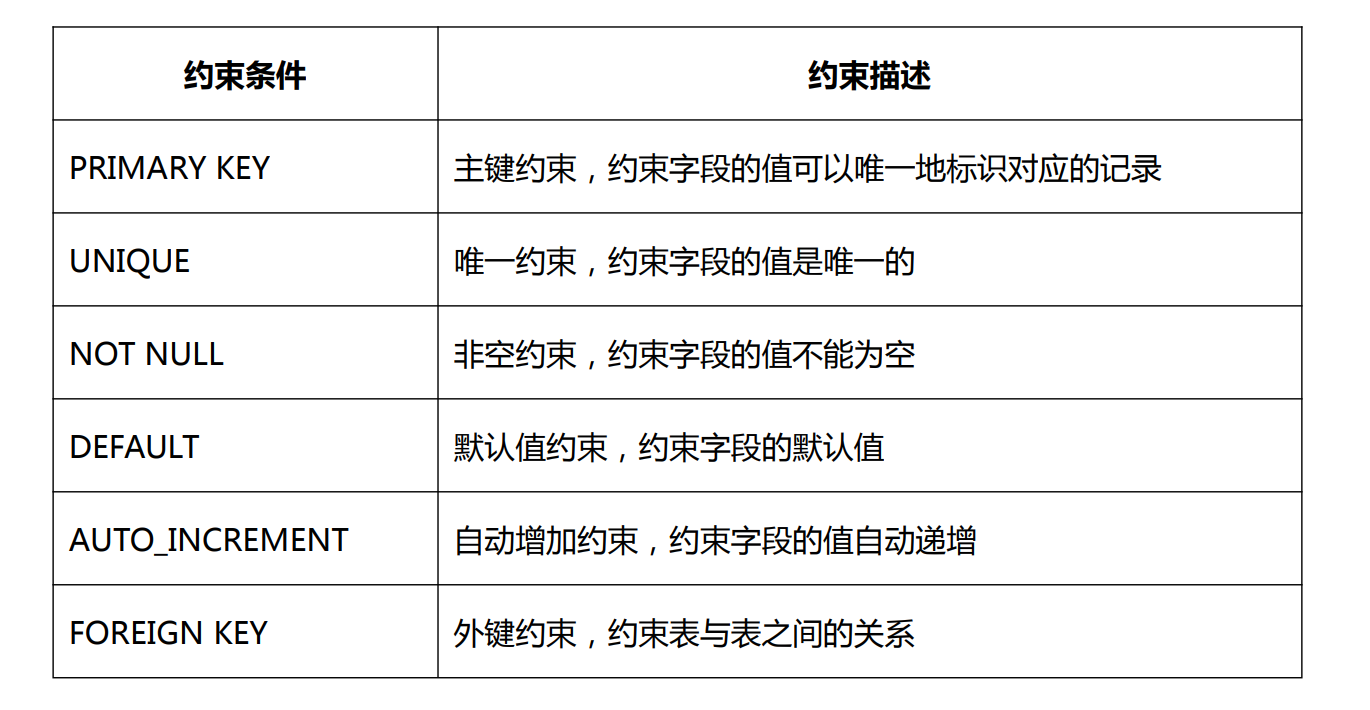 约束条件 约束描述
PRIMARY KEY 主键约束，约束字段的值可以唯一地标识对应的记录
UNIQUE 唯一约束，约束字段的值是唯一的
NOT NULL 非空约束，约束字段的值不能为空
DEFAULT 默认值约束，约束字段的默认值
AUTO_INCREMENT 自动增加约束，约束字段的值自动递增
FOREIGN KEY 外键约束，约束表与表之间的关系